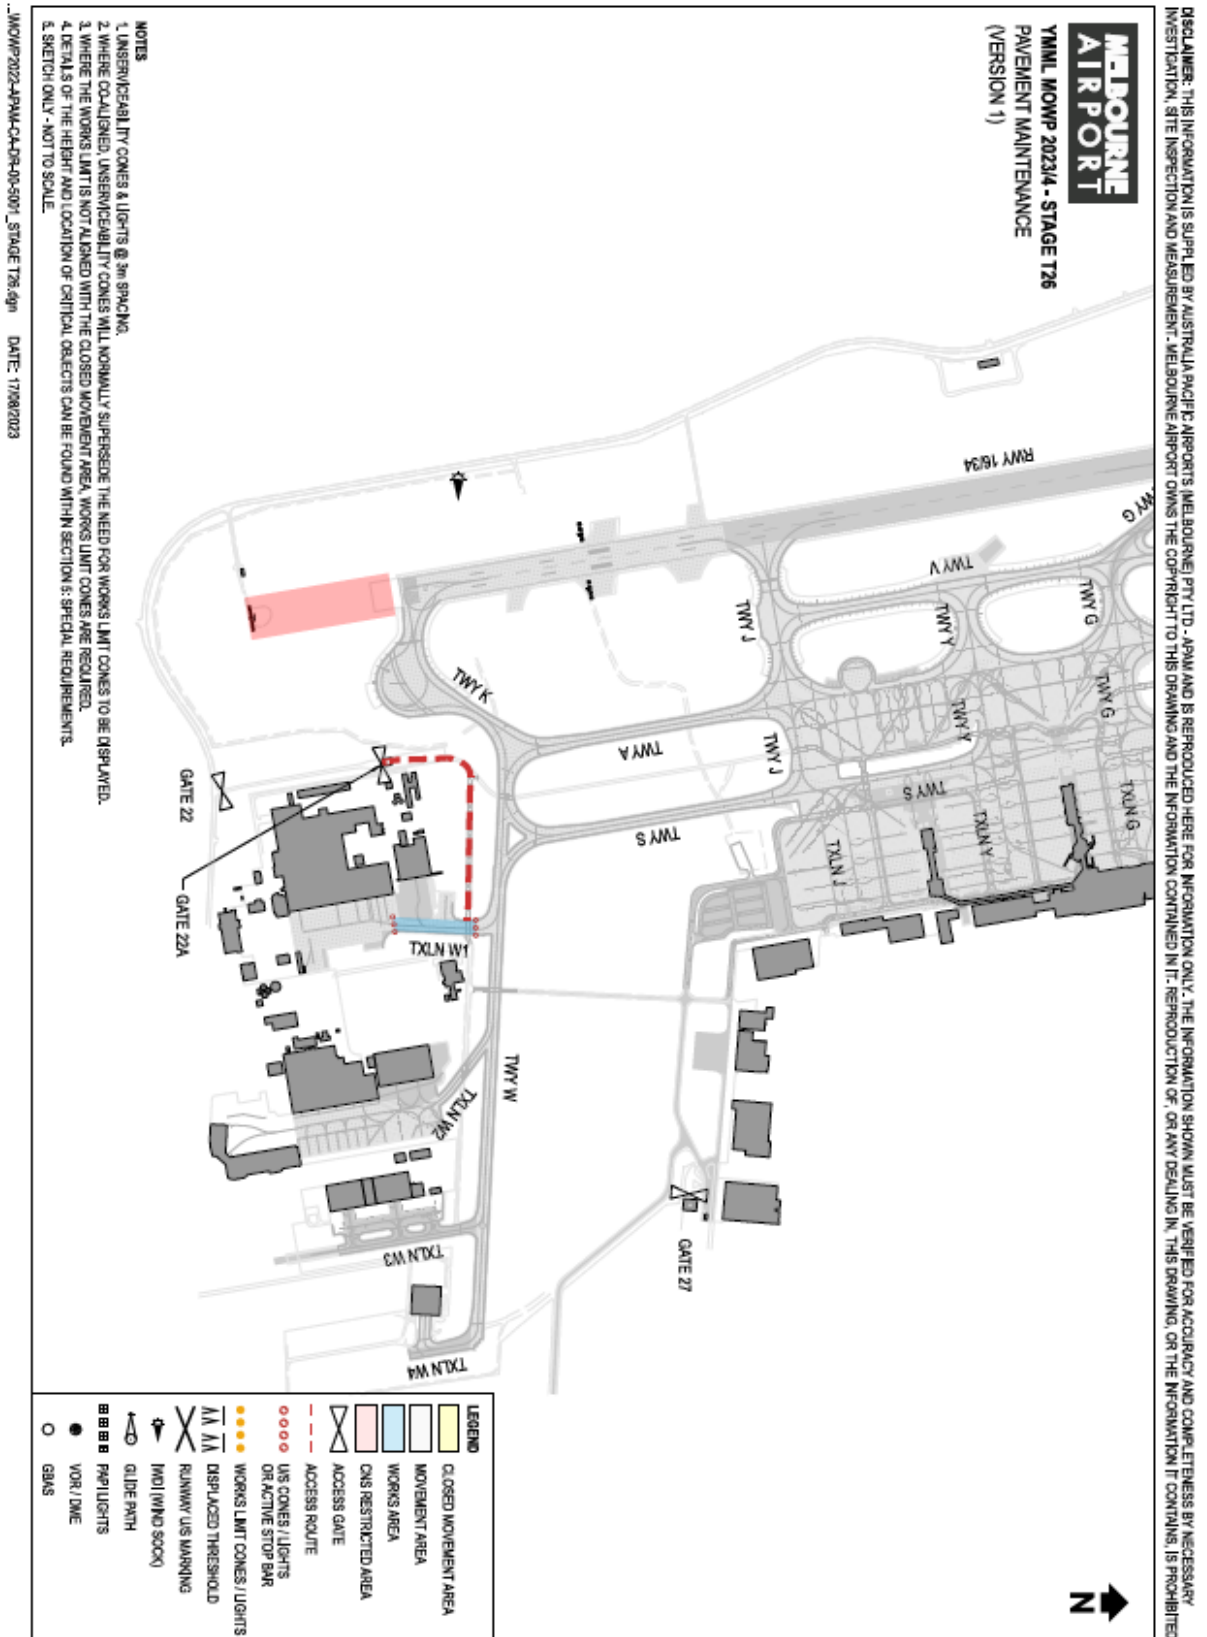 DISCLAIMER: THIS INFORMATION IS SUPPLIED BY AUSTRALIA PACIFIC AIRPORTS (MELBOURNE) PTY LTD - APAM AND IS REPRODUCED HERE FOR INFORMATION ONLY. THE INFORMATION SHOWN MUST BE VERIFIED FOR ACCURACY AND COMPLETENESS BY NECESSARY
INVESTIGATION, SITE INSPECTION AND MEASUREMENT. MELBOURNE AIRPORT OWNS THE COPYRIGHT TO THIS DRAWING AND THE INFORMATION CONTAINED IN IT. REPRODUCTION OF, OR ANY DEALING IN, THIS DRAWING, OR THE INFORMATION IT CONTAINS, IS PROHIBITED
MELBOURNE
AIRPORT
YMML MOWP 2023/4 - STAGE T26
PAVEMENT MAINTENANCE
(VERSION 1)
N
RWY 16/34
TWY G
TWY V
TWY G
TWY J
TWY Y
TWY G
TWY K
TWY Y
TWY A
TWY J
TXLN G
TWY S
TXLN Y
TWY S
TXLN J
GATE 22
GATE 22A
TXLN W1
TWY W
TXLN W2
GATE 27
TXLN W3
TXLN W4
NOTES
1. UNSERVICEABILITY CONES & LIGHTS @ 3m SPACING.
2. WHERE CO-ALIGNED, UNSERVICEABILITY CONES WILL NORMALLY SUPERSEDE THE NEED FOR WORKS LIMIT CONES TO BE DISPLAYED.
3. WHERE THE WORKS LIMIT IS NOT ALIGNED WITH THE CLOSED MOVEMENT AREA, WORKS LIMIT CONES ARE REQUIRED.
4. DETAILS OF THE HEIGHT AND LOCATION OF CRITICAL OBJECTS CAN BE FOUND WITHIN SECTION 5: SPECIAL REQUIREMENTS.
5. SKETCH ONLY - NOT TO SCALE.
LEGEND
CLOSED MOVEMENT AREA
MOVEMENT AREA
WORKS AREA
CNS RESTRICTED AREA
ACCESS GATE
ACCESS ROUTE
U/S CONES / LIGHTS
OR ACTIVE STOP BAR
WORKS LIMIT CONES / LIGHTS
DISPLACED THRESHOLD
RUNWAY U/S MARKING
IWDI (WIND SOCK)
GLIDE PATH
PAPI LIGHTS
VOR / DME
GBAS
...\MOWP2022-APAM-CA-DR-00-5001_STAGE T26.dgn DATE: 17/08/2023